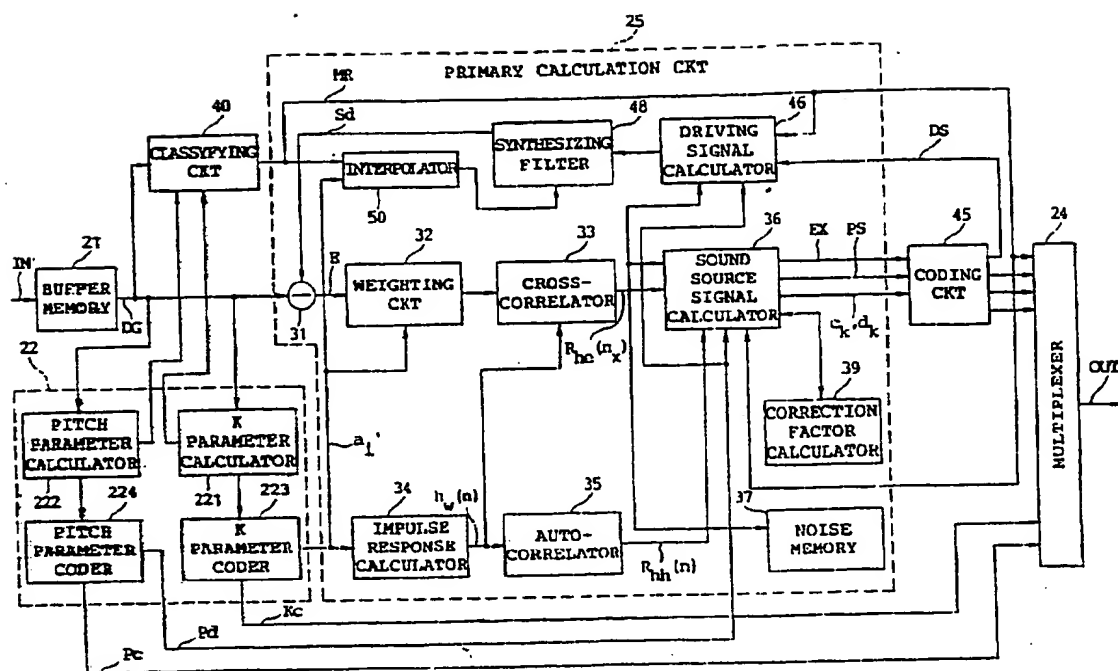 25
PRIMARY CALCULATION CKT
MR
40
Sd
48
46
CLASSYFYING
CKT
SYNTHESIZING
FILTER
DRIVING
SIGNAL
CALCULATOR
DS
INTERPOLATOR
50
21
IN'
BUFFER
MEMORY
DG
31
E
32
WEIGHTING
CKT
33
CROSS-
CORRELATOR
R_he(n_x)
36
SOUND
SOURCE
SIGNAL
CALCULATOR
EX
PS
c_k, d_k
45
CODING
CKT
24
MULTIPLEXER
OUT
22
PITCH
PARAMETER
CALCULATOR
222
K
PARAMETER
CALCULATOR
221
a_i'
39
CORRECTION
FACTOR
CALCULATOR
224
PITCH
PARAMETER
CODER
223
K
PARAMETER
CODER
34
IMPULSE
RESPONSE
CALCULATOR
h_w(n)
35
AUTO-
CORRELATOR
R_hh(n)
37
NOISE
MEMORY
Kc
Pd
Pc